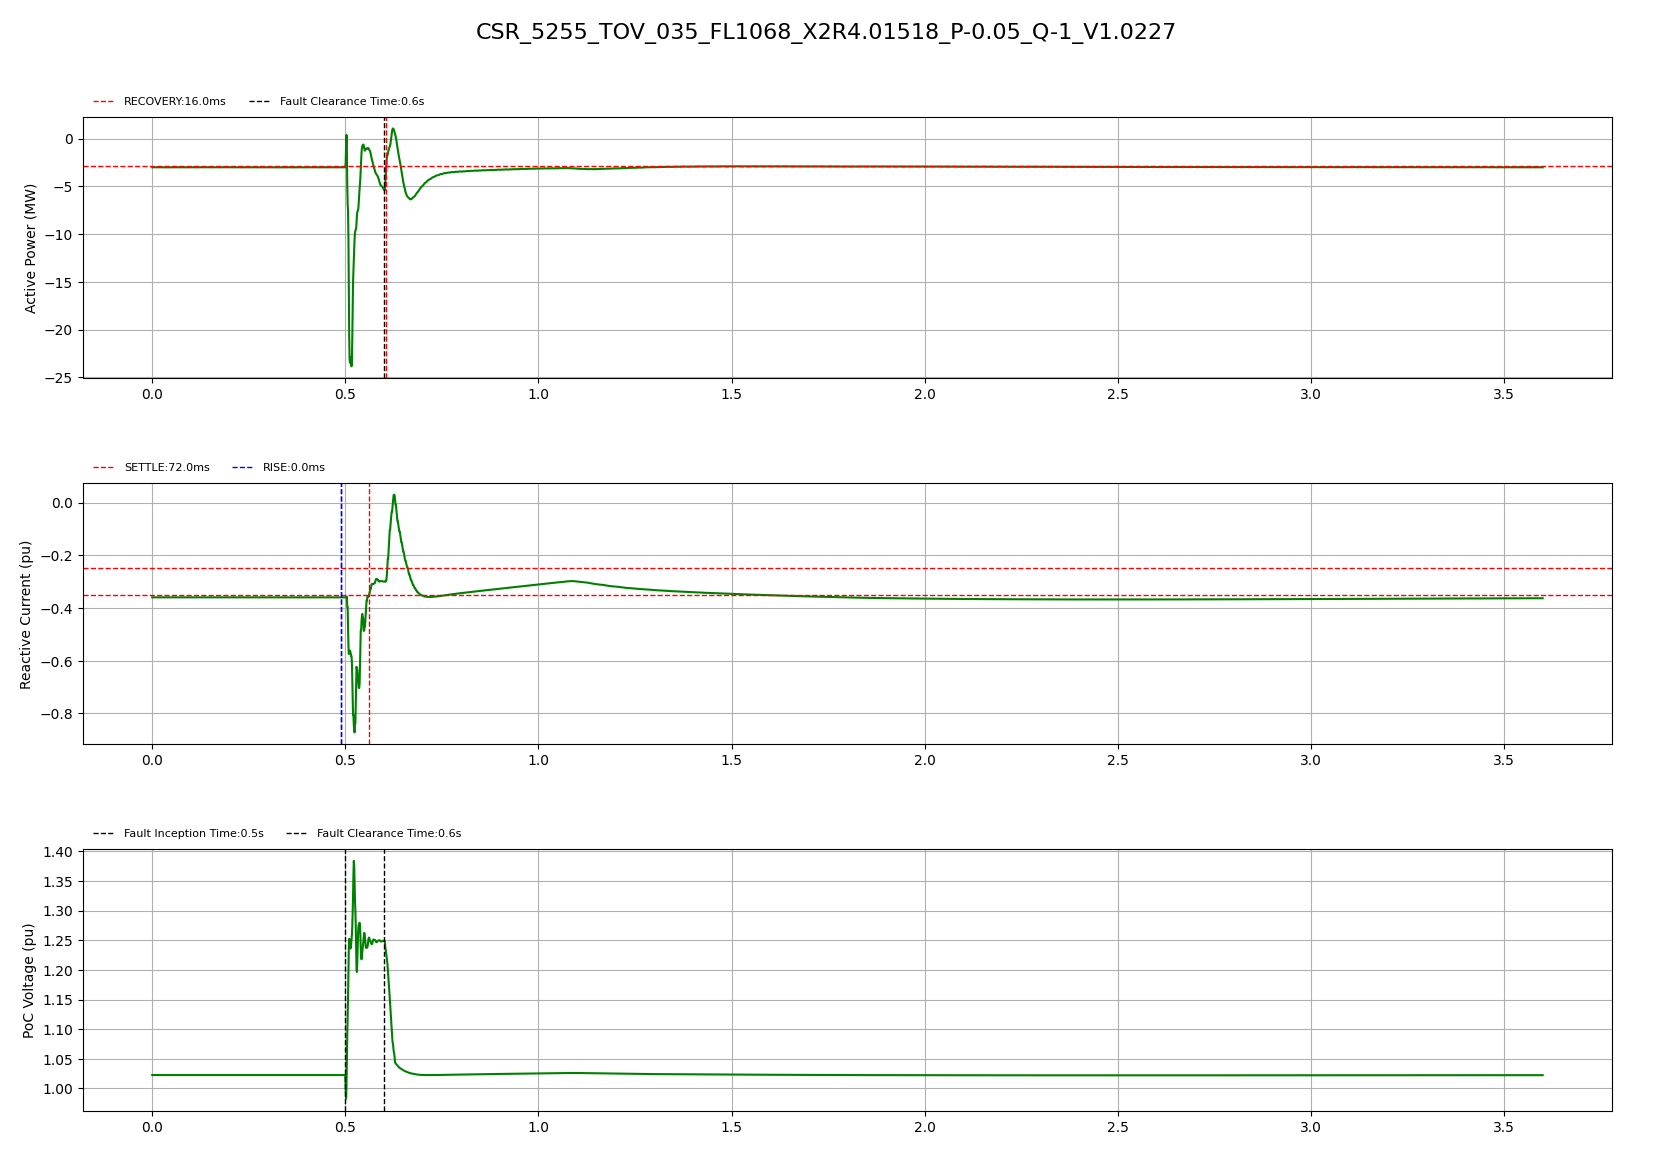 CSR_5255_TOV_035_FL1068_X2R4.01518_P-0.05_Q-1_V1.0227
RECOVERY:16.0ms Fault Clearance Time:0.6s
Active Power (MW)
0
−5
−10
−15
−20
−25
0.0 0.5 1.0 1.5 2.0 2.5 3.0 3.5
SETTLE:72.0ms RISE:0.0ms
Reactive Current (pu)
0.0
−0.2
−0.4
−0.6
−0.8
0.0 0.5 1.0 1.5 2.0 2.5 3.0 3.5
Fault Inception Time:0.5s Fault Clearance Time:0.6s
PoC Voltage (pu)
1.40
1.35
1.30
1.25
1.20
1.15
1.10
1.05
1.00
0.0 0.5 1.0 1.5 2.0 2.5 3.0 3.5